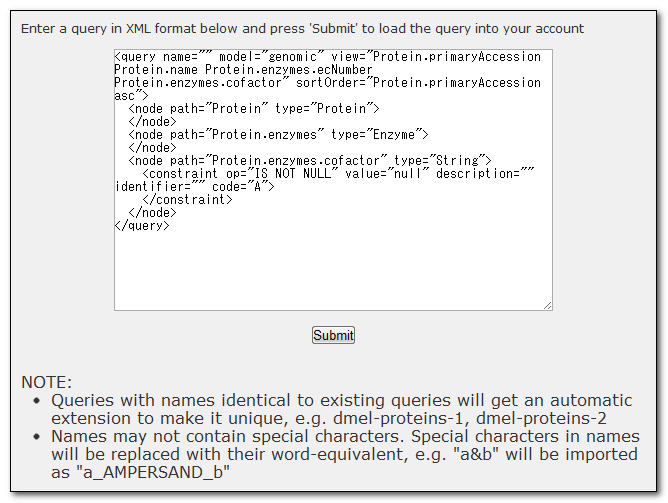 Enter a query in XML format below and press 'Submit' to load the query into your account
<query name="" model="genomic" view="Protein.primaryAccession
Protein.name Protein.enzymes.ecNumber
Protein.enzymes.cofactor" sortOrder="Protein.primaryAccession
asc">
  <node path="Protein" type="Protein">
  </node>
  <node path="Protein.enzymes" type="Enzyme">
  </node>
  <node path="Protein.enzymes.cofactor" type="String">
    <constraint op="IS NOT NULL" value="null" description=""
identifier="" code="A">
    </constraint>
  </node>
</query>
Submit
NOTE:
• Queries with names identical to existing queries will get an automatic
extension to make it unique, e.g. dmel-proteins-1, dmel-proteins-2
• Names may not contain special characters. Special characters in names
will be replaced with their word-equivalent, e.g. "a&b" will be imported
as "a_AMPERSAND_b"